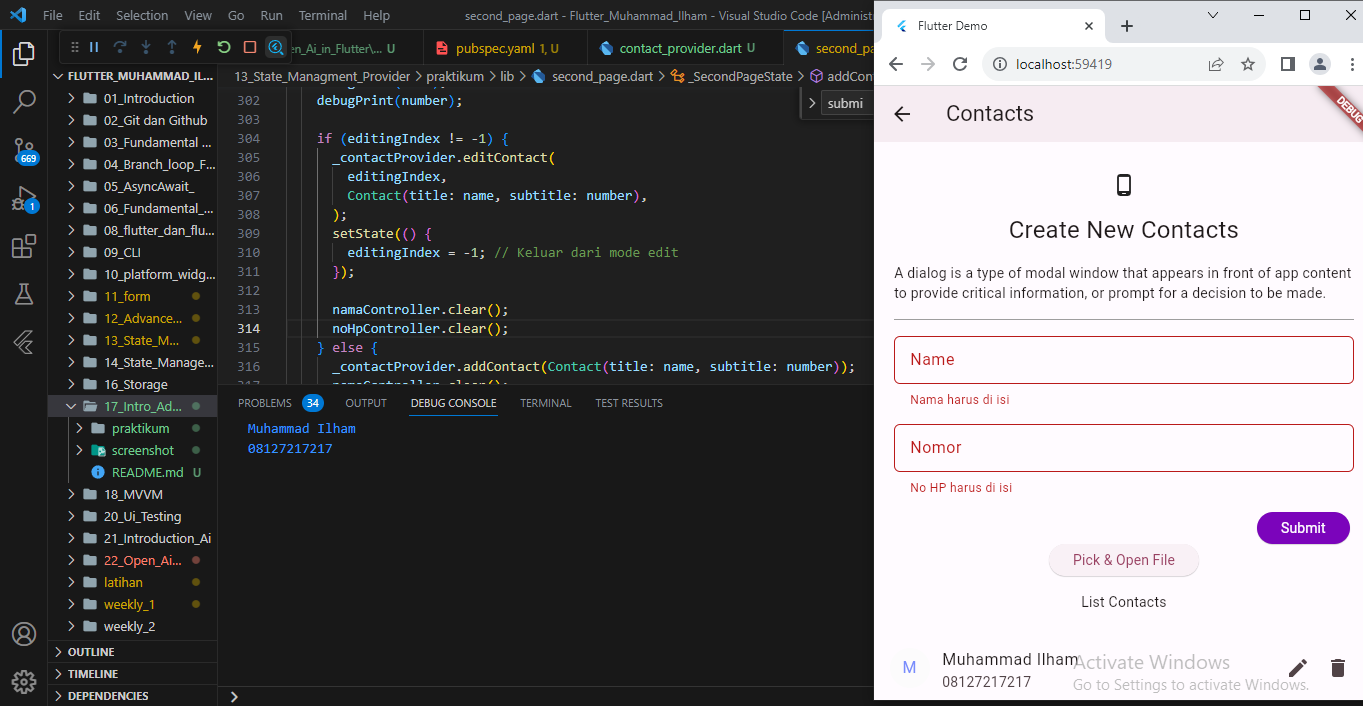 File Edit Selection View Go Run Terminal Help
second_page.dart - Flutter_Muhammad_Ilham - Visual Studio Code [Adminis
en_Ai_in_Flutter\... U
pubspec.yaml 1, U
contact_provider.dart U
second_pa
FLUTTER_MUHAMMAD_IL...
01_Introduction
02_Git dan Github
03_Fundamental ...
04_Branch_loop_F...
05_AsyncAwait_
06_Fundamental_...
08_flutter_dan_flu...
09_CLI
10_platform_widg...
11_form
12_Advance...
13_State_M...
14_State_Manage...
16_Storage
17_Intro_Ad...
praktikum
screenshot
README.md U
18_MVVM
20_Ui_Testing
21_Introduction_Ai
22_Open_Ai...
latihan
weekly_1
weekly_2
OUTLINE
TIMELINE
DEPENDENCIES
669
1
13_State_Managment_Provider > praktikum > lib > second_page.dart > _SecondPageState > addCon
submi
302 debugPrint(number);
303
304 if (editingIndex != -1) {
305 _contactProvider.editContact(
306 editingIndex,
307 Contact(title: name, subtitle: number),
308 );
309 setState(() {
310 editingIndex = -1; // Keluar dari mode edit
311 });
312
313 namaController.clear();
314 noHpController.clear();
315 } else {
316 _contactProvider.addContact(Contact(title: name, subtitle: number));
317 namaController.clear();
PROBLEMS 34 OUTPUT DEBUG CONSOLE TERMINAL TEST RESULTS
Muhammad Ilham
08127217217
Flutter Demo
localhost:59419
Contacts
DEBUG
Create New Contacts
A dialog is a type of modal window that appears in front of app content
to provide critical information, or prompt for a decision to be made.
Name
Nama harus di isi
Nomor
No HP harus di isi
Submit
Pick & Open File
List Contacts
M
Muhammad Ilham
08127217217
Activate Windows
Go to Settings to activate Windows.